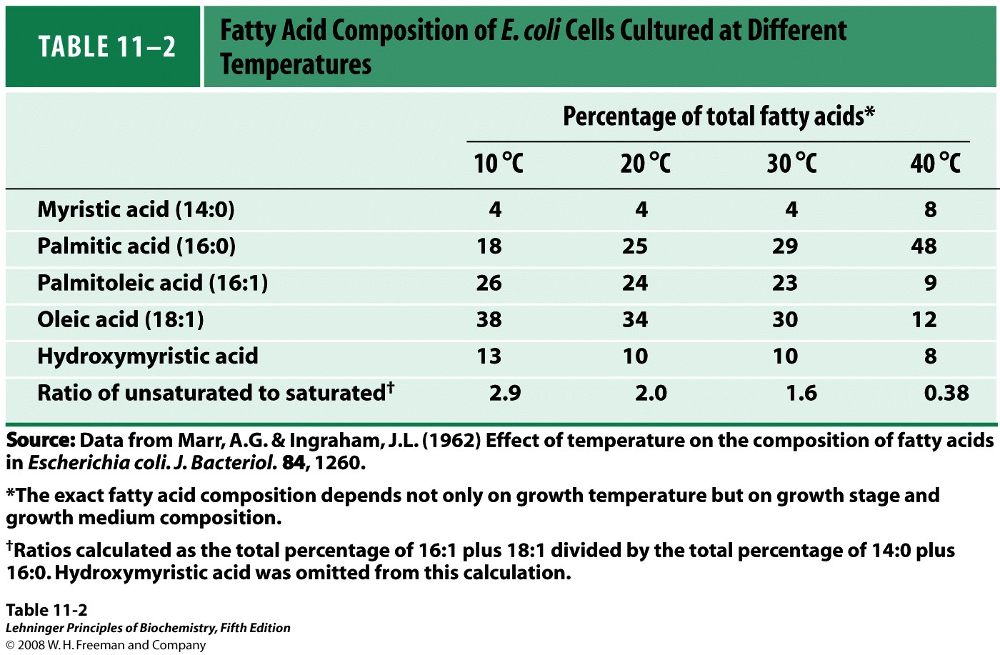 TABLE 11–2
Fatty Acid Composition of E. coli Cells Cultured at Different
Temperatures
Percentage of total fatty acids*
10 °C 20 °C 30 °C 40 °C
Myristic acid (14:0) 4 4 4 8
Palmitic acid (16:0) 18 25 29 48
Palmitoleic acid (16:1) 26 24 23 9
Oleic acid (18:1) 38 34 30 12
Hydroxymyristic acid 13 10 10 8
Ratio of unsaturated to saturated† 2.9 2.0 1.6 0.38
Source: Data from Marr, A.G. & Ingraham, J.L. (1962) Effect of temperature on the composition of fatty acids
in Escherichia coli. J. Bacteriol. 84, 1260.
*The exact fatty acid composition depends not only on growth temperature but on growth stage and
growth medium composition.
†Ratios calculated as the total percentage of 16:1 plus 18:1 divided by the total percentage of 14:0 plus
16:0. Hydroxymyristic acid was omitted from this calculation.
Table 11-2
Lehninger Principles of Biochemistry, Fifth Edition
© 2008 W. H. Freeman and Company